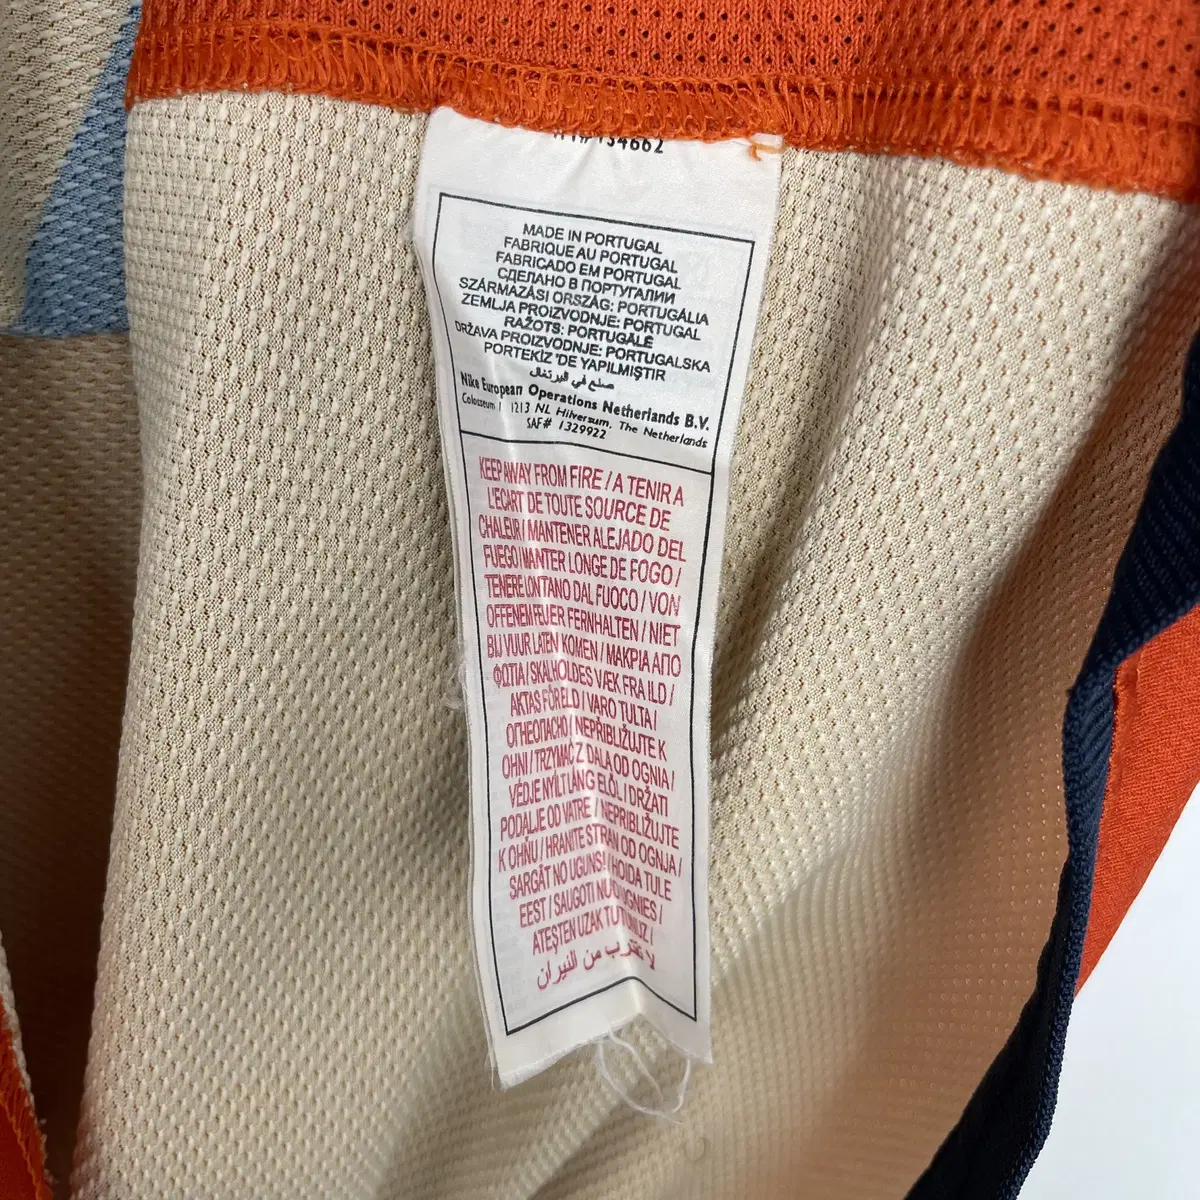 134662
MADE IN PORTUGAL
FABRIQUE AU PORTUGAL
FABRICADO EM PORTUGAL
СДЕЛАНО В ПОРТУГАЛИИ
SZÁRMAZÁSI ORSZÁG: PORTUGÁLIA
ZEMLJA PROIZVODNJE: PORTUGAL
RAŽOTS: PORTUGĀLE
DRŽAVA PROIZVODNJE: PORTUGALSKA
PORTEKİZ 'DE YAPILMIŞTIR
صنع في البرتغال
Nike European Operations Netherlands B.V.
Colosseum 1 1213 NL Hilversum, The Netherlands
SAF# 1329922
KEEP AWAY FROM FIRE / A TENIR A
L'ECART DE TOUTE SOURCE DE
CHALEUR / MANTENER ALEJADO DEL
FUEGO / MANTER LONGE DE FOGO /
TENERE LONTANO DAL FUOCO / VON
OFFENEM FEUER FERNHALTEN / NIET
BIJ VUUR LATEN KOMEN / ΜΑΚΡΙΑ ΑΠΟ
ΦΩΤΙΑ / SKAL HOLDES VÆK FRA ILD /
AKTAS FÖR ELD / VARO TULTA /
ОГНЕОПАСНО / NEPŘIBLIŽUJTE K
OHNI / TRZYMAĆ Z DALA OD OGNIA /
VÉDJE NYÍLT LÁNG ELŐL / DRŽATI
PODALJE OD VATRE / NEPRIBLIŽUJTE
K OHŇU / HRANITE STRAN OD OGNJA /
SARGĀT NO UGUNS / HOIDA TULE
EEST / SAUGOTI NUO UGNIES /
ATEŞTEN UZAK TUTUNUZ /
لا تقترب من النيران